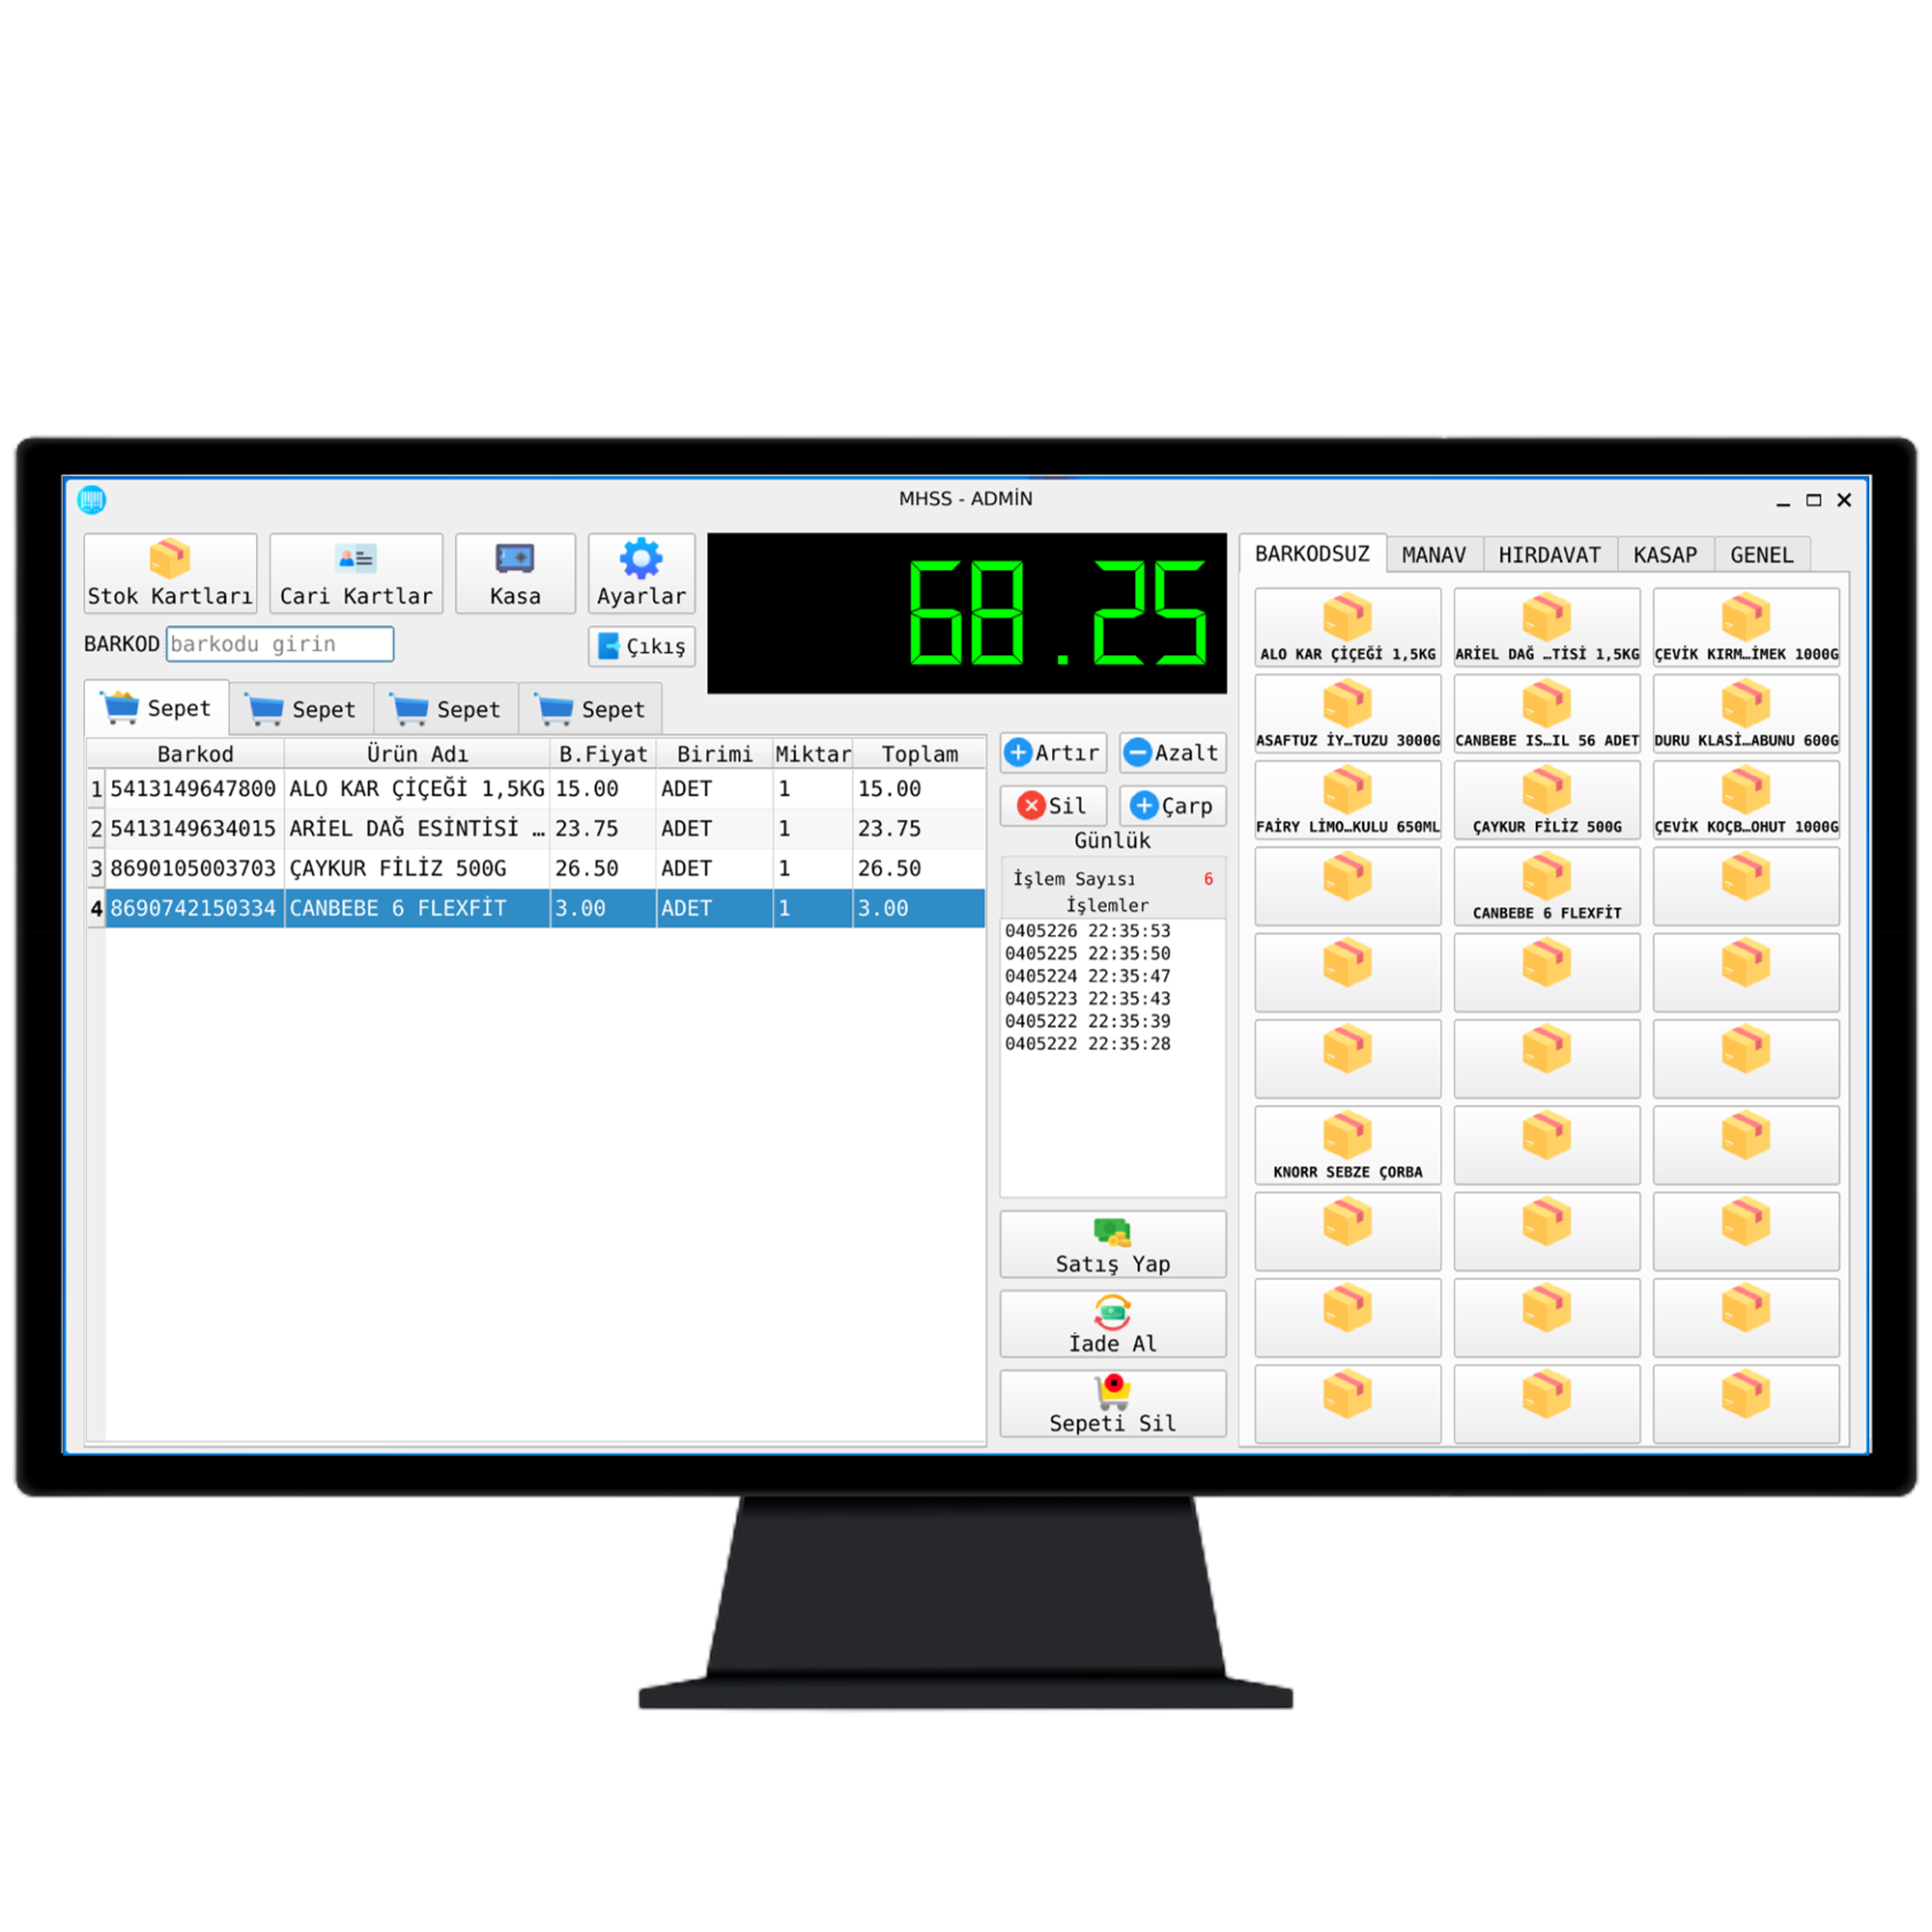 MHSS - ADMİN
Stok Kartları
Cari Kartlar
Kasa
Ayarlar
BARKOD
barkodu girin
Çıkış
68.25
Sepet
Sepet
Sepet
Sepet
Barkod Ürün Adı B.Fiyat Birimi Miktar Toplam
1 5413149647800 ALO KAR ÇİÇEĞİ 1,5KG 15.00 ADET 1 15.00
2 5413149634015 ARİEL DAĞ ESİNTİSİ … 23.75 ADET 1 23.75
3 8690105003703 ÇAYKUR FİLİZ 500G 26.50 ADET 1 26.50
4 8690742150334 CANBEBE 6 FLEXFİT 3.00 ADET 1 3.00
Artır
Azalt
Sil
Çarp
Günlük
İşlem Sayısı 6
İşlemler
0405226 22:35:53
0405225 22:35:50
0405224 22:35:47
0405223 22:35:43
0405222 22:35:39
0405222 22:35:28
Satış Yap
İade Al
Sepeti Sil
BARKODSUZ MANAV HIRDAVAT KASAP GENEL
ALO KAR ÇİÇEĞİ 1,5KG
ARİEL DAĞ …TİSİ 1,5KG
ÇEVİK KIRM…İMEK 1000G
ASAFTUZ İY…TUZU 3000G
CANBEBE IS…IL 56 ADET
DURU KLASİ…ABUNU 600G
FAİRY LİMO…KULU 650ML
ÇAYKUR FİLİZ 500G
ÇEVİK KOÇB…OHUT 1000G
CANBEBE 6 FLEXFİT
KNORR SEBZE ÇORBA